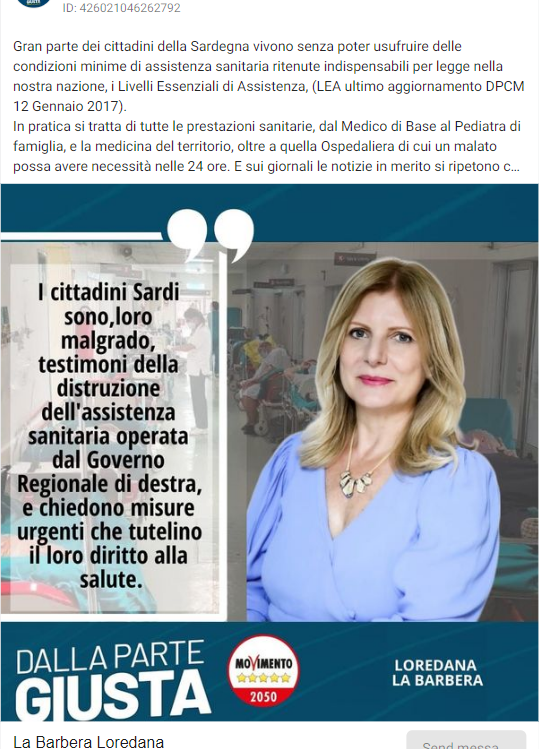 ID: 426021046262792
Gran parte dei cittadini della Sardegna vivono senza poter usufruire delle
condizioni minime di assistenza sanitaria ritenute indispensabili per legge nella
nostra nazione, i Livelli Essenziali di Assistenza, (LEA ultimo aggiornamento DPCM
12 Gennaio 2017).
In pratica si tratta di tutte le prestazioni sanitarie, dal Medico di Base al Pediatra di
famiglia, e la medicina del territorio, oltre a quella Ospedaliera di cui un malato
possa avere necessità nelle 24 ore. E sui giornali le notizie in merito si ripetono c...
I cittadini Sardi
sono,loro
malgrado,
testimoni della
distruzione
dell'assistenza
sanitaria operata
dal Governo
Regionale di destra,
e chiedono misure
urgenti che tutelino
il loro diritto alla
salute.
DALLA PARTE
GIUSTA
MOVIMENTO
2050
LOREDANA
LA BARBERA
La Barbera Loredana
Send messa...